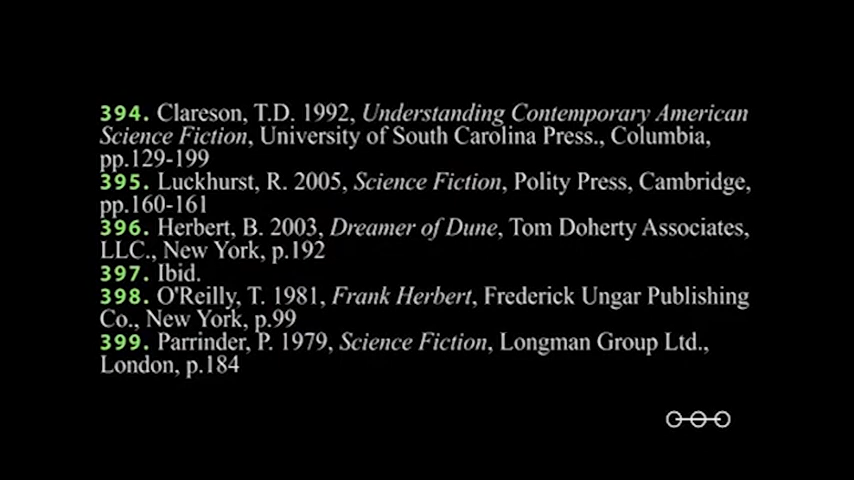 394. Clareson, T.D. 1992, Understanding Contemporary American
Science Fiction, University of South Carolina Press., Columbia,
pp.129-199
395. Luckhurst, R. 2005, Science Fiction, Polity Press, Cambridge,
pp.160-161
396. Herbert, B. 2003, Dreamer of Dune, Tom Doherty Associates,
LLC., New York, p.192
397. Ibid.
398. O'Reilly, T. 1981, Frank Herbert, Frederick Ungar Publishing
Co., New York, p.99
399. Parrinder, P. 1979, Science Fiction, Longman Group Ltd.,
London, p.184